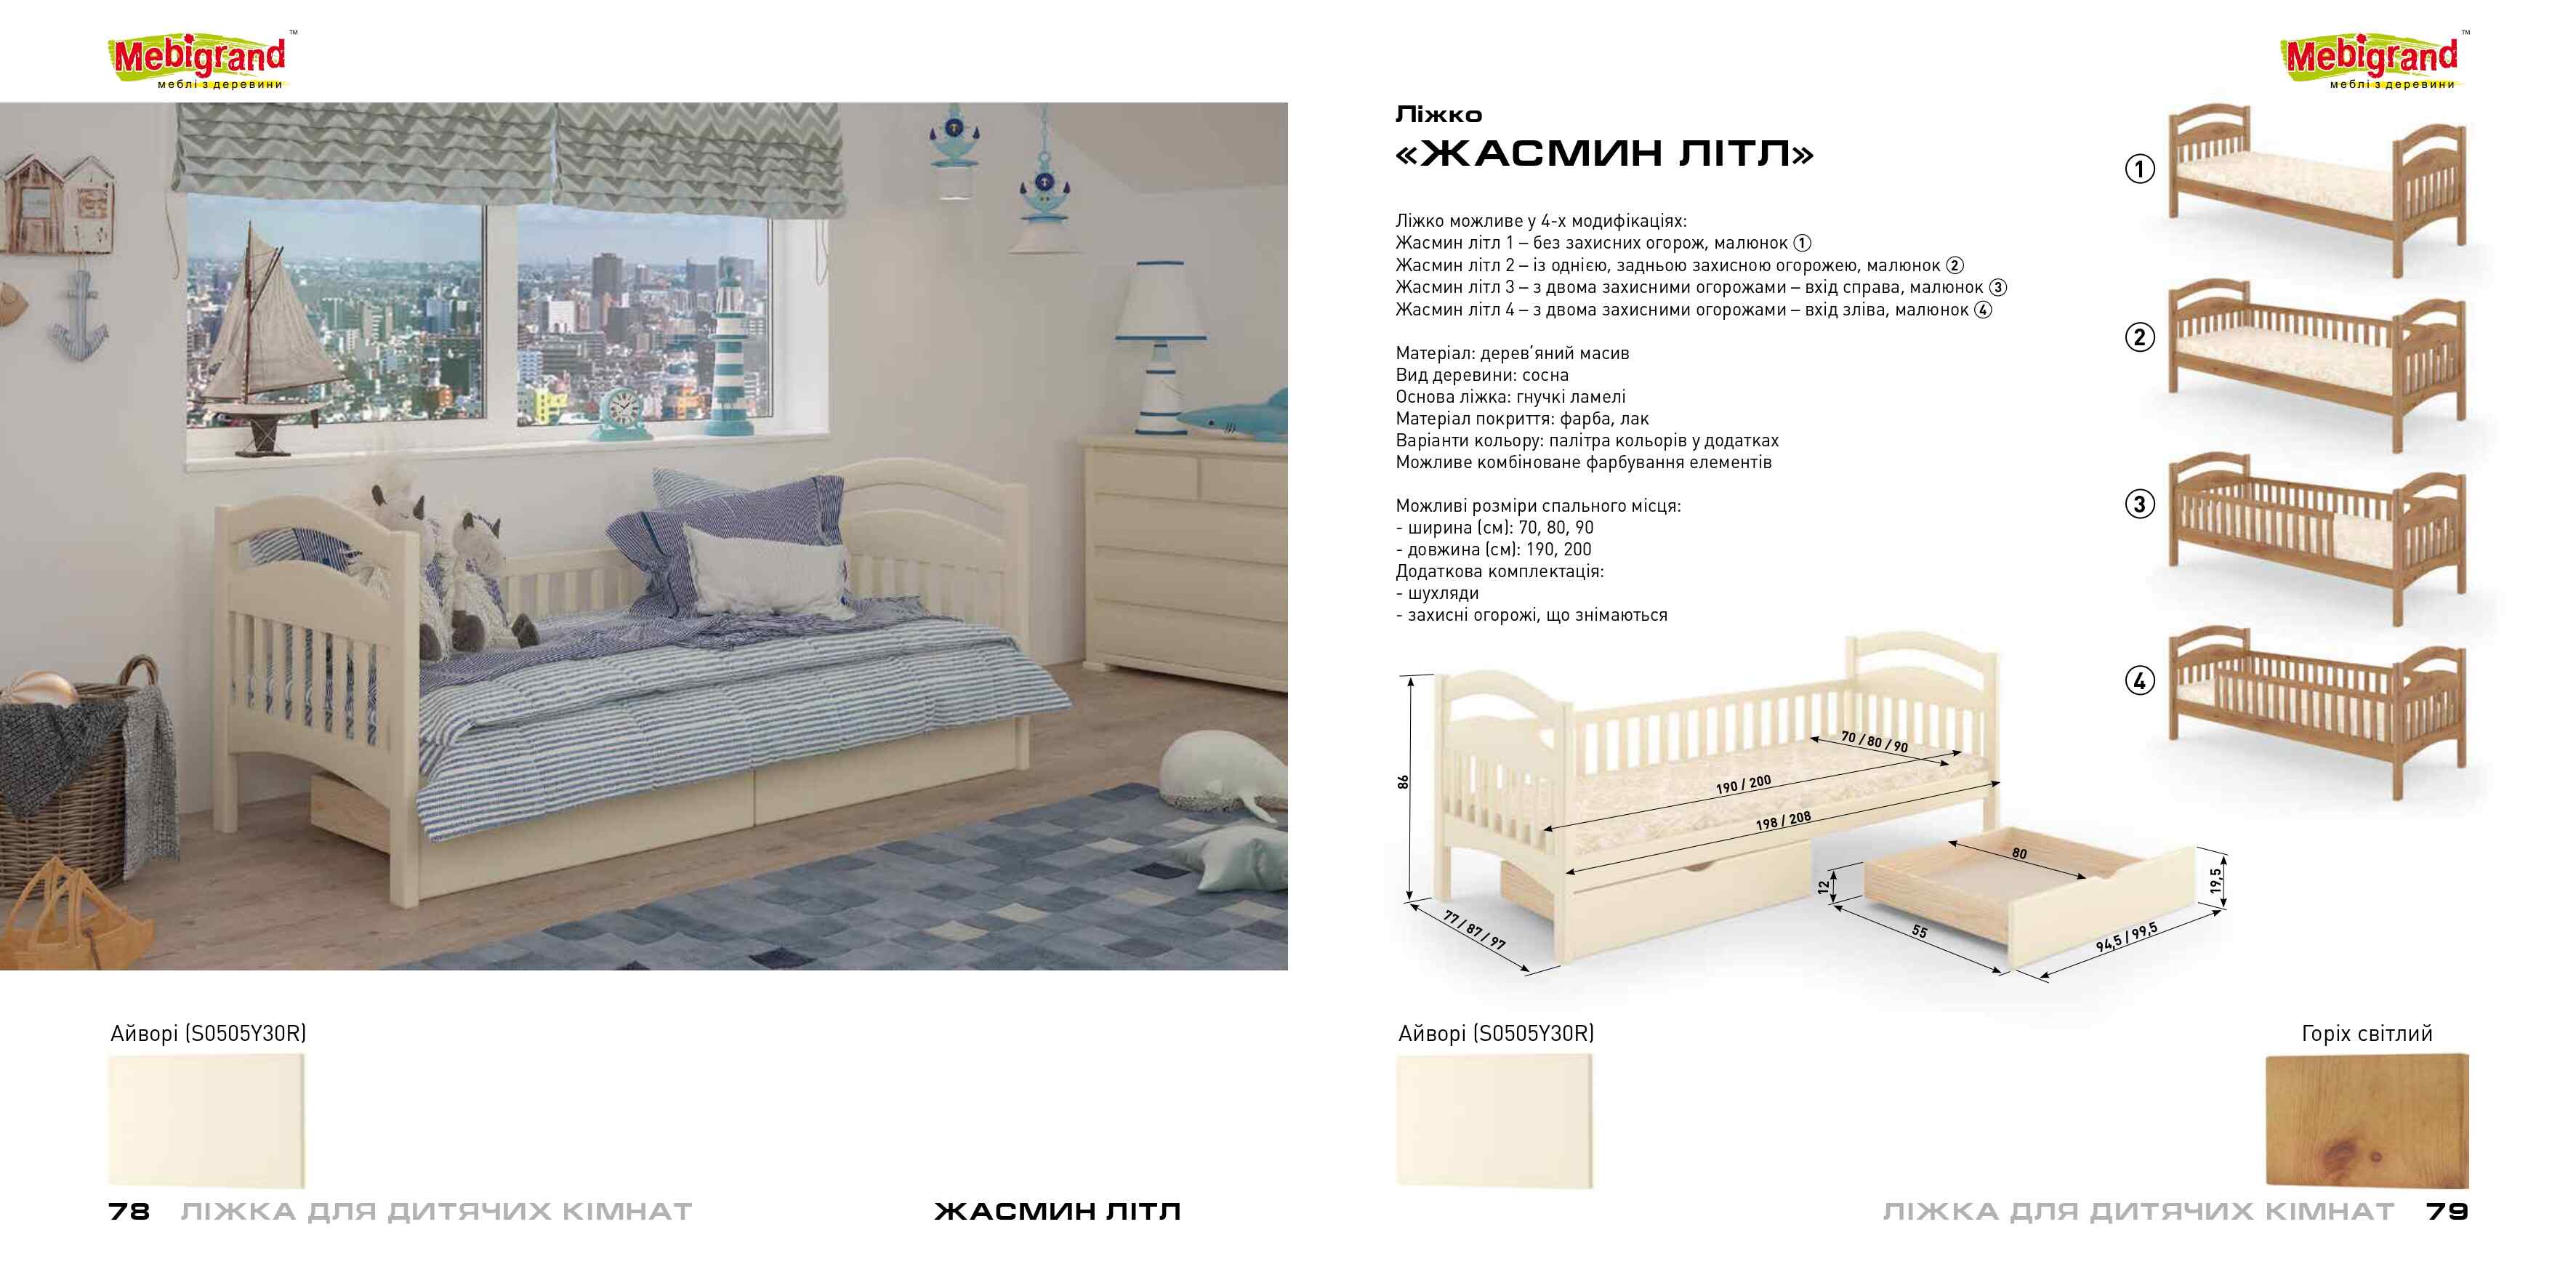 Mebigrand
TM
меблі з деревини
Mebigrand
TM
меблі з деревини
Ліжко
«ЖАСМИН ЛІТЛ»
Ліжко можливе у 4-х модифікаціях:
Жасмин літл 1 – без захисних огорож, малюнок ①
Жасмин літл 2 – із однією, задньою захисною огорожею, малюнок ②
Жасмин літл 3 – з двома захисними огорожами – вхід справа, малюнок ③
Жасмин літл 4 – з двома захисними огорожами – вхід зліва, малюнок ④
Матеріал: дерев’яний масив
Вид деревини: сосна
Основа ліжка: гнучкі ламелі
Матеріал покриття: фарба, лак
Варіанти кольору: палітра кольорів у додатках
Можливе комбіноване фарбування елементів
Можливі розміри спального місця:
- ширина (см): 70, 80, 90
- довжина (см): 190, 200
Додаткова комплектація:
- шухляди
- захисні огорожі, що знімаються
1
2
3
4
86
77 / 87 / 97
70 / 80 / 90
190 / 200
198 / 208
80
12
19,5
55
94,5 / 99,5
Айворі (S0505Y30R)
Айворі (S0505Y30R)
Горіх світлий
78 ЛІЖКА ДЛЯ ДИТЯЧИХ КІМНАТ
ЖАСМИН ЛІТЛ
ЛІЖКА ДЛЯ ДИТЯЧИХ КІМНАТ 79